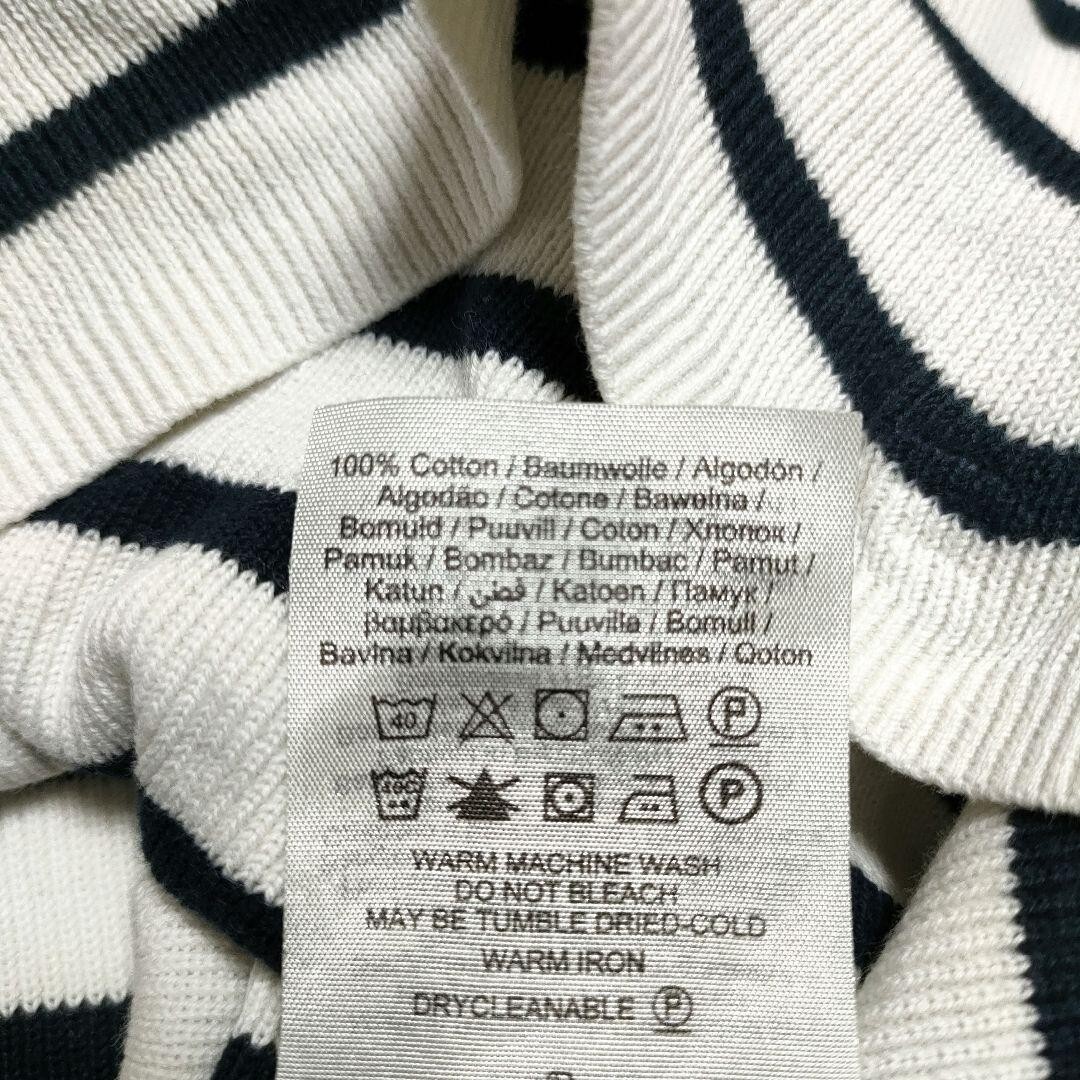 100% Cotton / Baumwolle / Algodón /
Algodão / Cotone / Bawełna /
Bomuld / Puuvill / Coton / Хлопок /
Pamuk / Bombaz / Bumbac / Pamut /
Katun / قطن / Katoen / Памук /
βαμβακερό / Puuvilla / Bomull /
Bavlna / Kokvilna / Medvilnės / Qoton
40 P
40C P
WARM MACHINE WASH
DO NOT BLEACH
MAY BE TUMBLE DRIED-COLD
WARM IRON
DRYCLEANABLE P